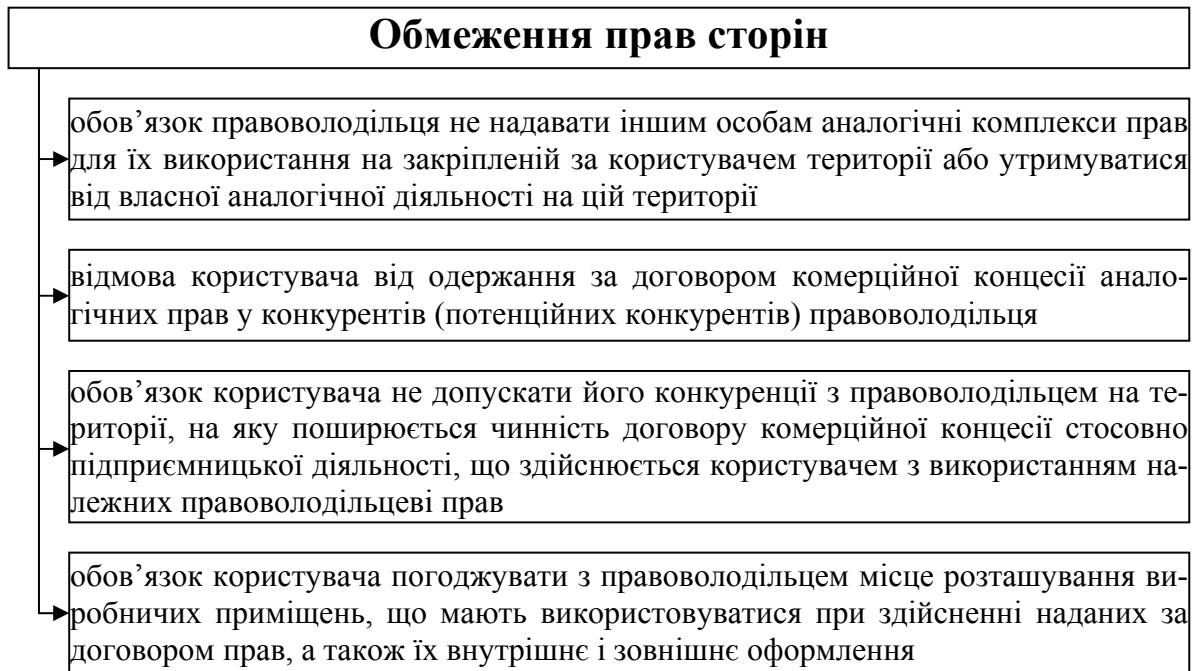 Обмеження прав сторін
обов’язок правоволодільця не надавати іншим особам аналогічні комплекси прав
для їх використання на закріпленій за користувачем території або утримуватися
від власної аналогічної діяльності на цій території
відмова користувача від одержання за договором комерційної концесії анало-
гічних прав у конкурентів (потенційних конкурентів) правоволодільця
обов’язок користувача не допускати його конкуренції з правоволодільцем на те-
риторії, на яку поширюється чинність договору комерційної концесії стосовно
підприємницької діяльності, що здійснюється користувачем з використанням на-
лежних правоволодільцеві прав
обов’язок користувача погоджувати з правоволодільцем місце розташування ви-
робничих приміщень, що мають використовуватися при здійсненні наданих за
договором прав, а також їх внутрішнє і зовнішнє оформлення